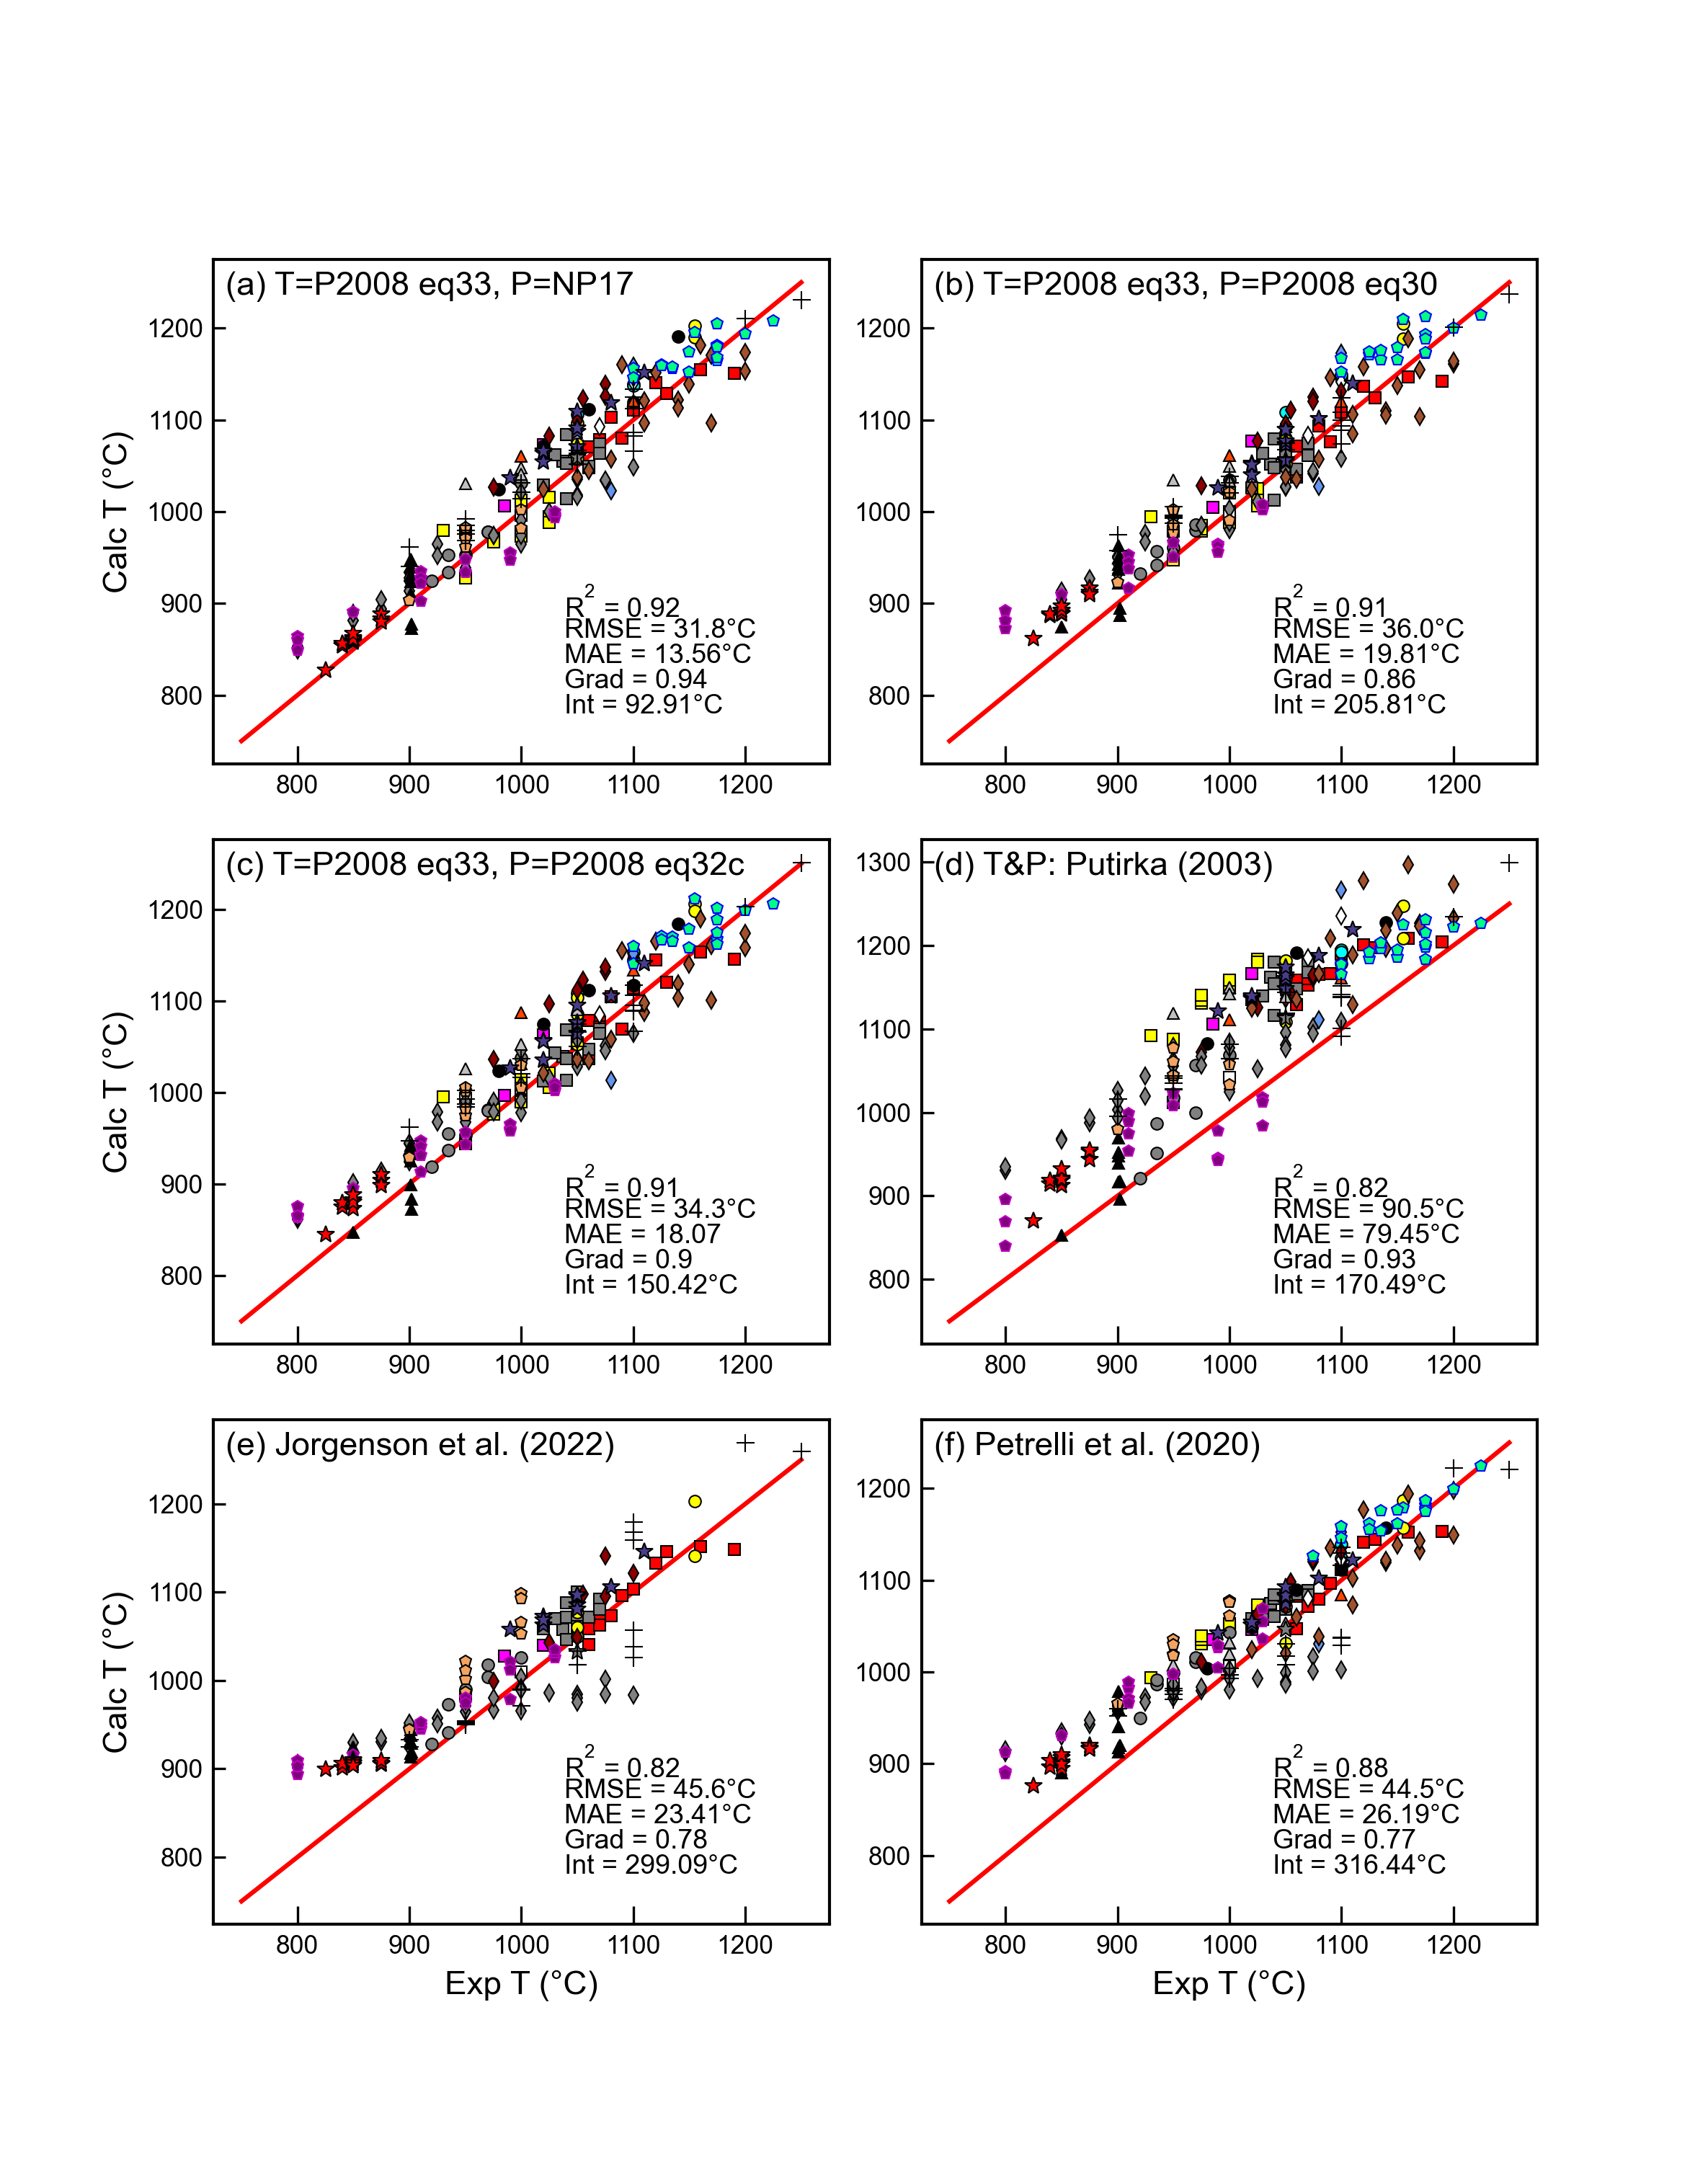 (a) T=P2008 eq33, P=NP17
Calc T (°C)
1200
1100
1000
900
800
R² = 0.92
RMSE = 31.8°C
MAE = 13.56°C
Grad = 0.94
Int = 92.91°C
800 900 1000 1100 1200
(b) T=P2008 eq33, P=P2008 eq30
1200
1100
1000
900
800
R² = 0.91
RMSE = 36.0°C
MAE = 19.81°C
Grad = 0.86
Int = 205.81°C
800 900 1000 1100 1200
(c) T=P2008 eq33, P=P2008 eq32c
Calc T (°C)
1200
1100
1000
900
800
R² = 0.91
RMSE = 34.3°C
MAE = 18.07
Grad = 0.9
Int = 150.42°C
800 900 1000 1100 1200
(d) T&P: Putirka (2003)
1300
1200
1100
1000
900
800
R² = 0.82
RMSE = 90.5°C
MAE = 79.45°C
Grad = 0.93
Int = 170.49°C
800 900 1000 1100 1200
(e) Jorgenson et al. (2022)
Calc T (°C)
1200
1100
1000
900
800
R² = 0.82
RMSE = 45.6°C
MAE = 23.41°C
Grad = 0.78
Int = 299.09°C
800 900 1000 1100 1200
Exp T (°C)
(f) Petrelli et al. (2020)
1200
1100
1000
900
800
R² = 0.88
RMSE = 44.5°C
MAE = 26.19°C
Grad = 0.77
Int = 316.44°C
800 900 1000 1100 1200
Exp T (°C)